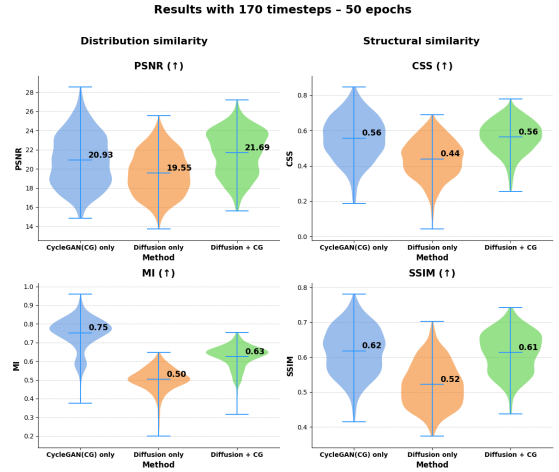 Results with 170 timesteps – 50 epochs
Distribution similarity
Structural similarity
PSNR (↑)
28
26
24
22
20
18
16
14
PSNR
20.93
19.55
21.69
CycleGAN(CG) only
Diffusion only
Diffusion + CG
Method
CSS (↑)
0.8
0.6
0.4
0.2
0.0
CSS
0.56
0.44
0.56
CycleGAN(CG) only
Diffusion only
Diffusion + CG
Method
MI (↑)
1.0
0.9
0.8
0.7
0.6
0.5
0.4
0.3
0.2
MI
0.75
0.50
0.63
CycleGAN(CG) only
Diffusion only
Diffusion + CG
Method
SSIM (↑)
0.8
0.7
0.6
0.5
0.4
SSIM
0.62
0.52
0.61
CycleGAN(CG) only
Diffusion only
Diffusion + CG
Method